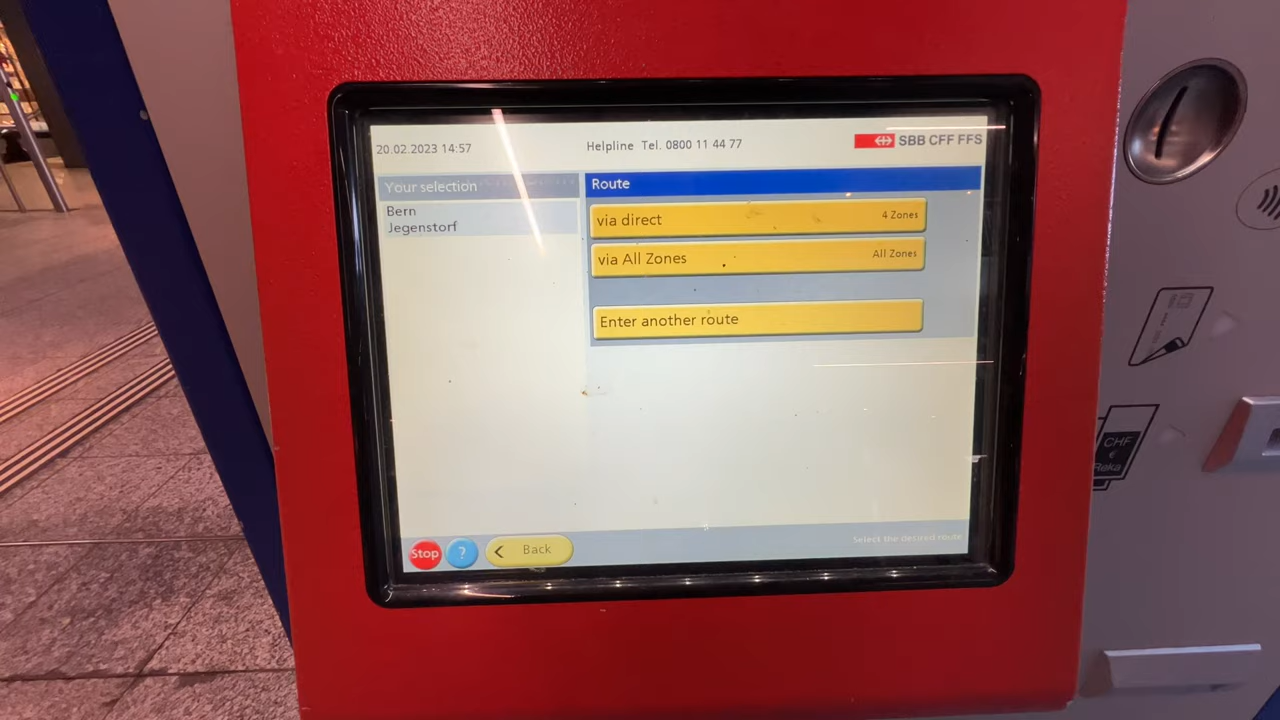 20.02.2023 14:57
Helpline Tel. 0800 11 44 77
SBB CFF FFS
Your selection
Bern
Jegenstorf
Route
via direct 4 Zones
via All Zones All Zones
Enter another route
Stop
?
Back
Select the desired route
CHF
€
Reka